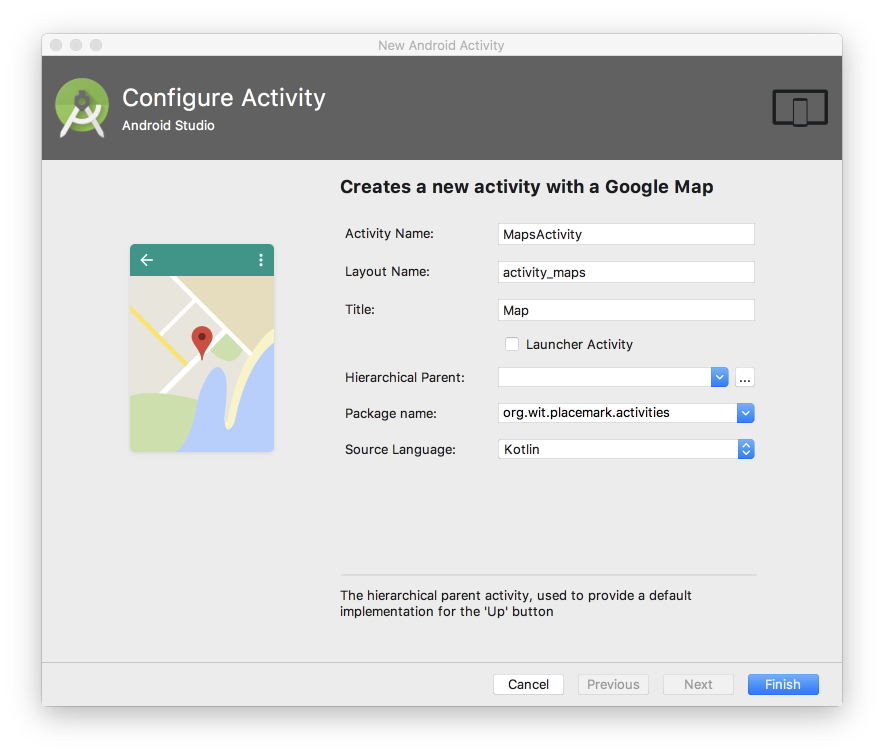 New Android Activity
Configure Activity
Android Studio
Creates a new activity with a Google Map
Activity Name: MapsActivity
Layout Name: activity_maps
Title: Map
Launcher Activity
Hierarchical Parent: ...
Package name: org.wit.placemark.activities
Source Language: Kotlin
The hierarchical parent activity, used to provide a default
implementation for the 'Up' button
Cancel Previous Next Finish